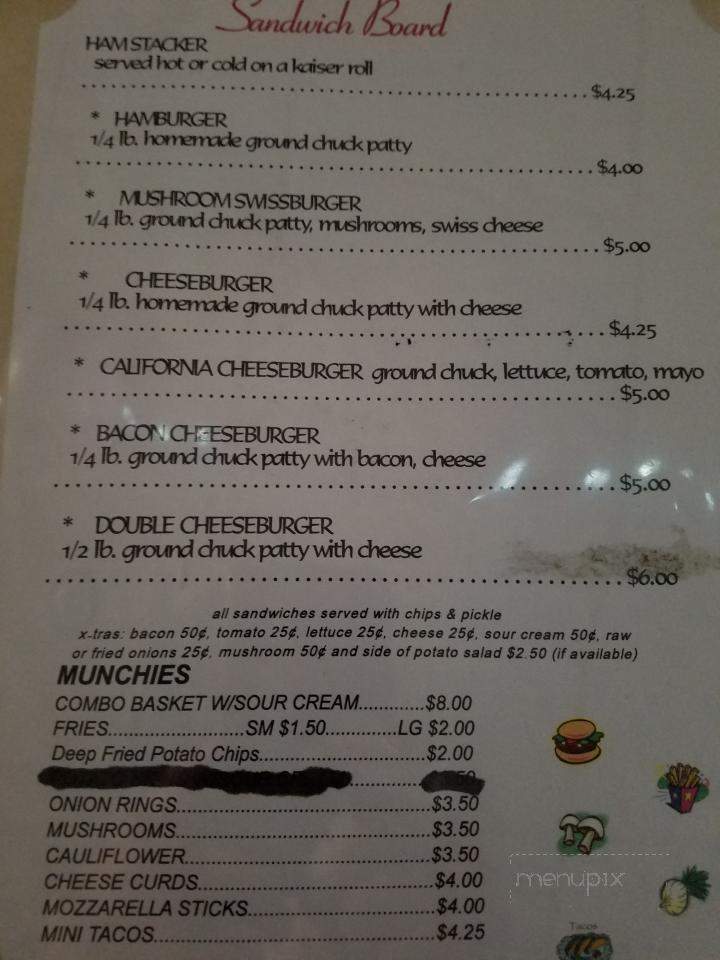 Sandwich Board
HAM STACKER
served hot or cold on a kaiser roll
........................................................$4.25
* HAMBURGER
1/4 lb. homemade ground chuck patty
........................................................$4.00
* MUSHROOM SWISSBURGER
1/4 lb. ground chuck patty, mushrooms, swiss cheese
........................................................$5.00
* CHEESEBURGER
1/4 lb. homemade ground chuck patty with cheese
........................................................$4.25
* CALIFORNIA CHEESEBURGER ground chuck, lettuce, tomato, mayo
........................................................$5.00
* BACON CHEESEBURGER
1/4 lb. ground chuck patty with bacon, cheese
........................................................$5.00
* DOUBLE CHEESEBURGER
1/2 lb. ground chuck patty with cheese
........................................................$6.00
all sandwiches served with chips & pickle
x-tras: bacon 50¢, tomato 25¢, lettuce 25¢, cheese 25¢, sour cream 50¢, raw
or fried onions 25¢, mushroom 50¢ and side of potato salad $2.50 (if available)
MUNCHIES
COMBO BASKET W/SOUR CREAM.............$8.00
FRIES.........................SM $1.50.............LG $2.00
Deep Fried Potato Chips..........................$2.00
ONION RINGS.......................................$3.50
MUSHROOMS.......................................$3.50
CAULIFLOWER......................................$3.50
CHEESE CURDS....................................$4.00
MOZZARELLA STICKS.............................$4.00
MINI TACOS...........................................$4.25
menupix
Tacos